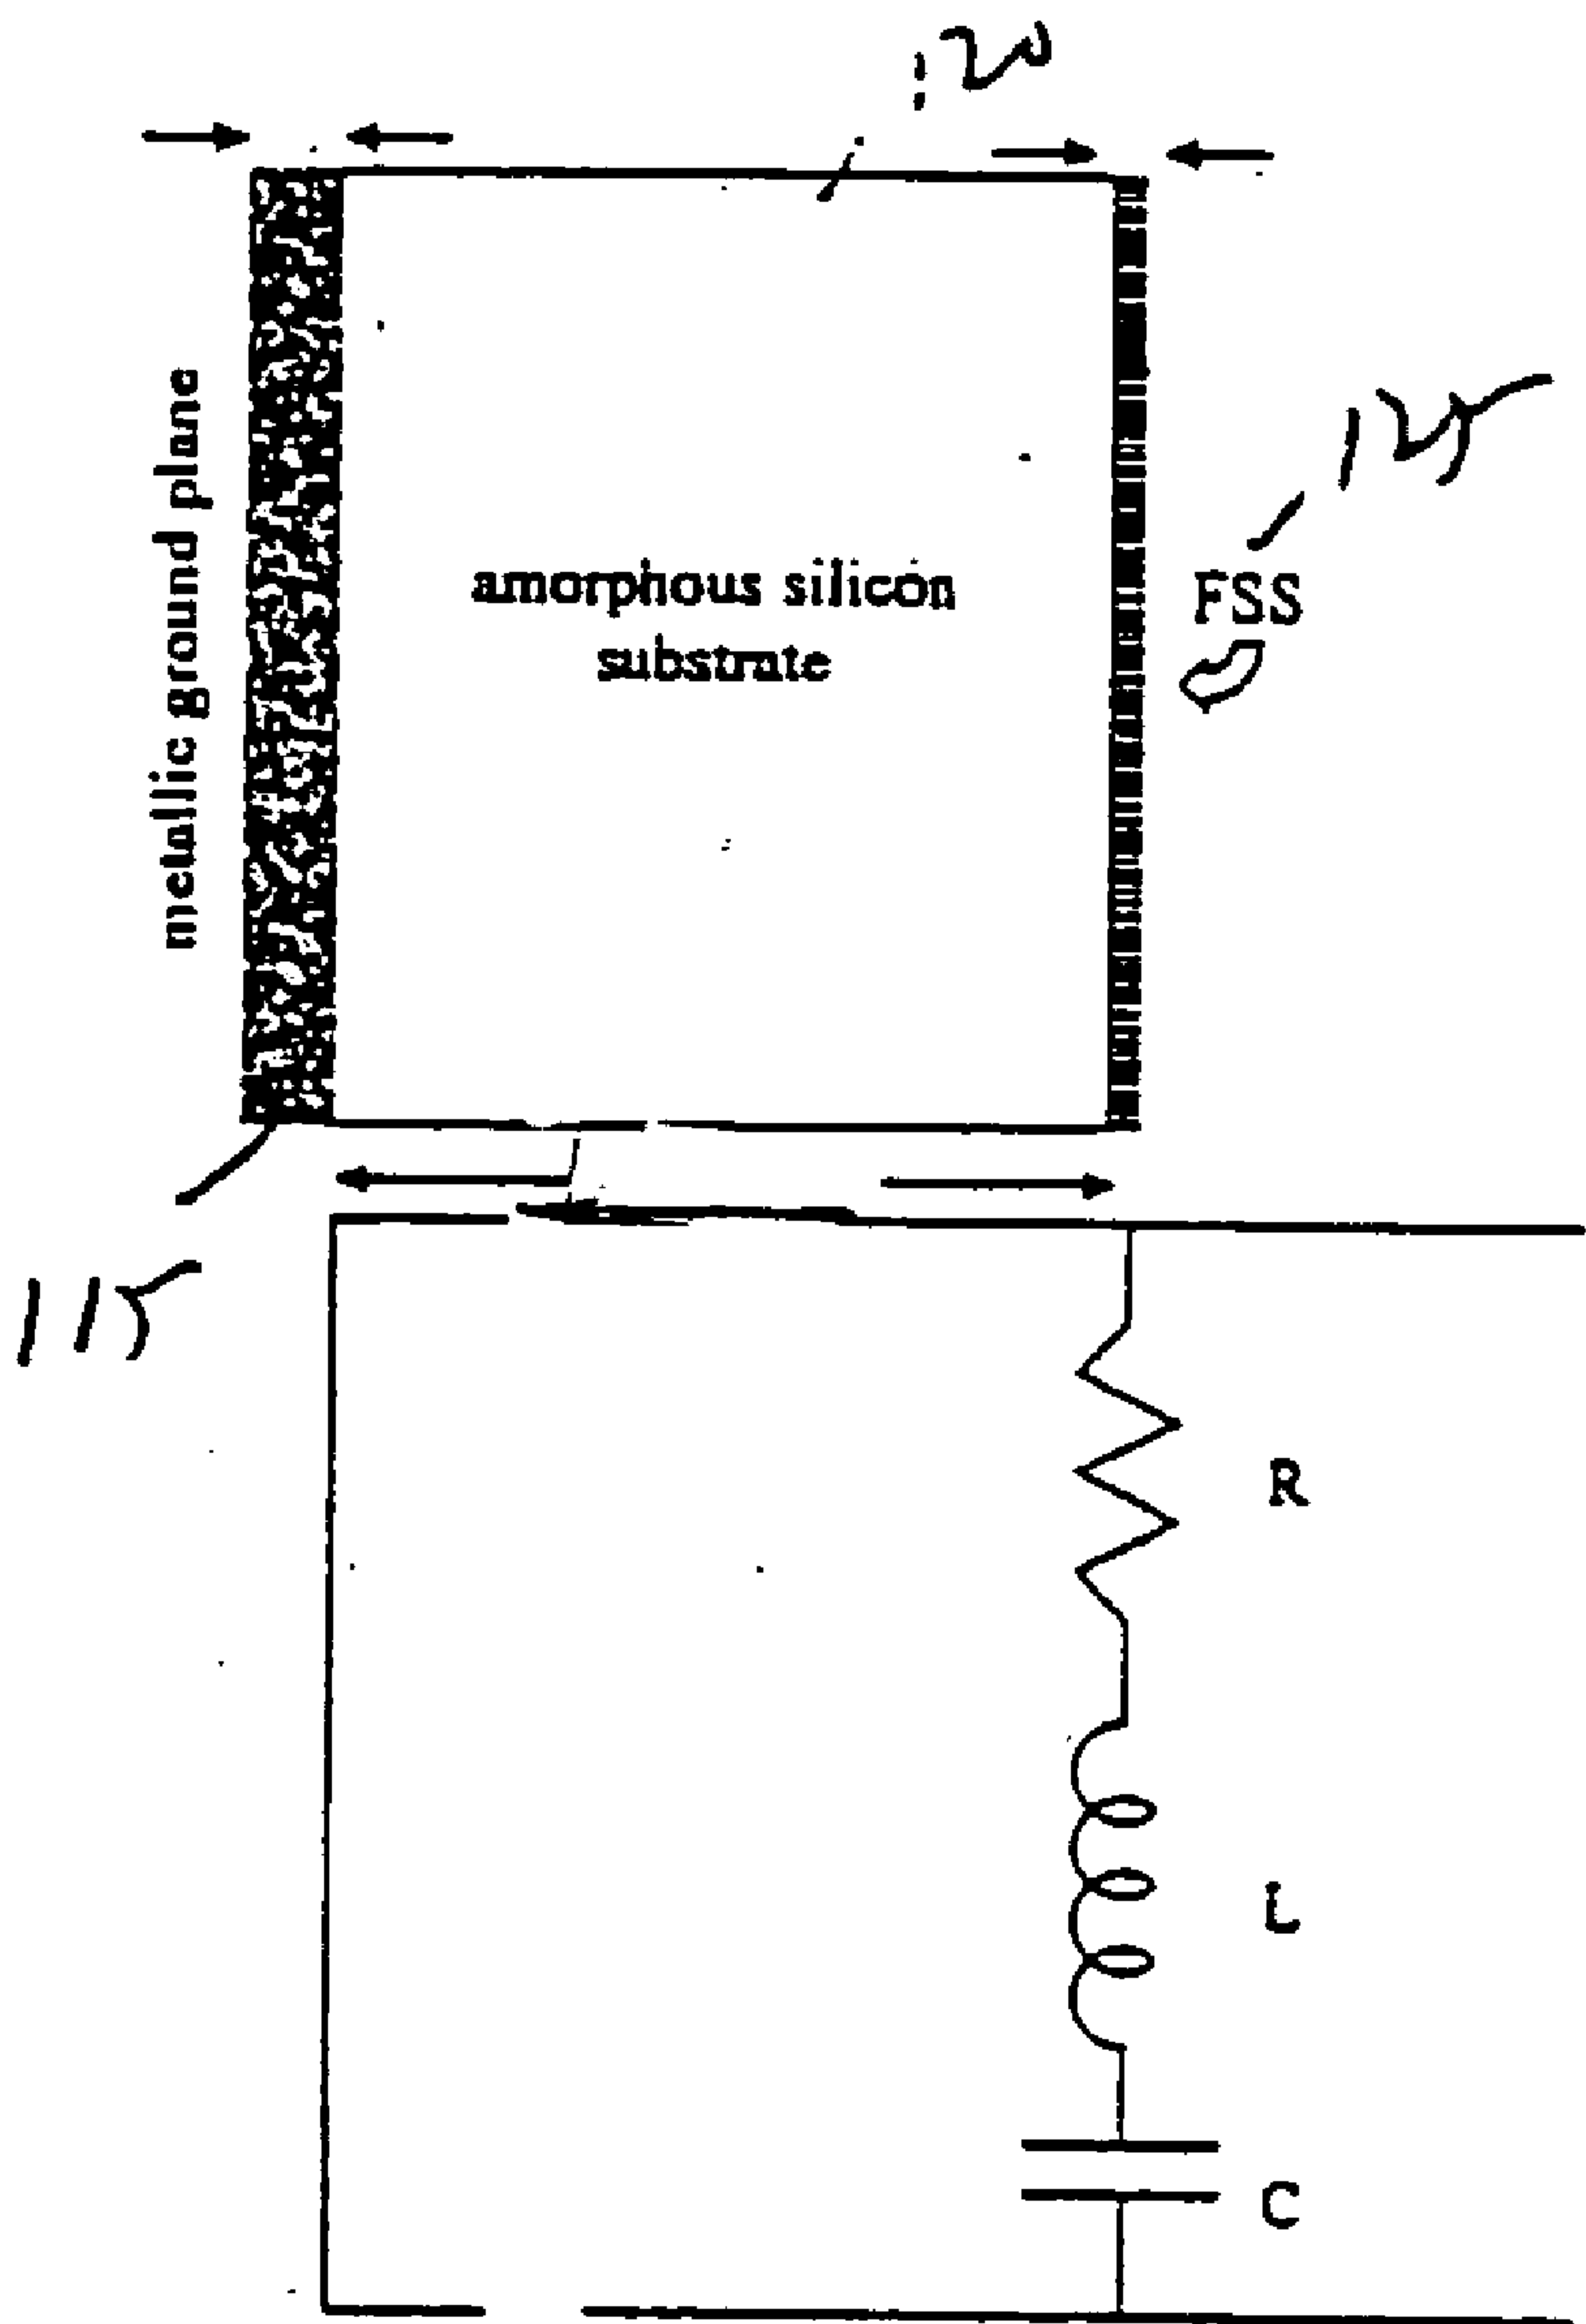 120
125
metallic ground plane
amorphous silicon
substrate
FSS
115
R
L
C